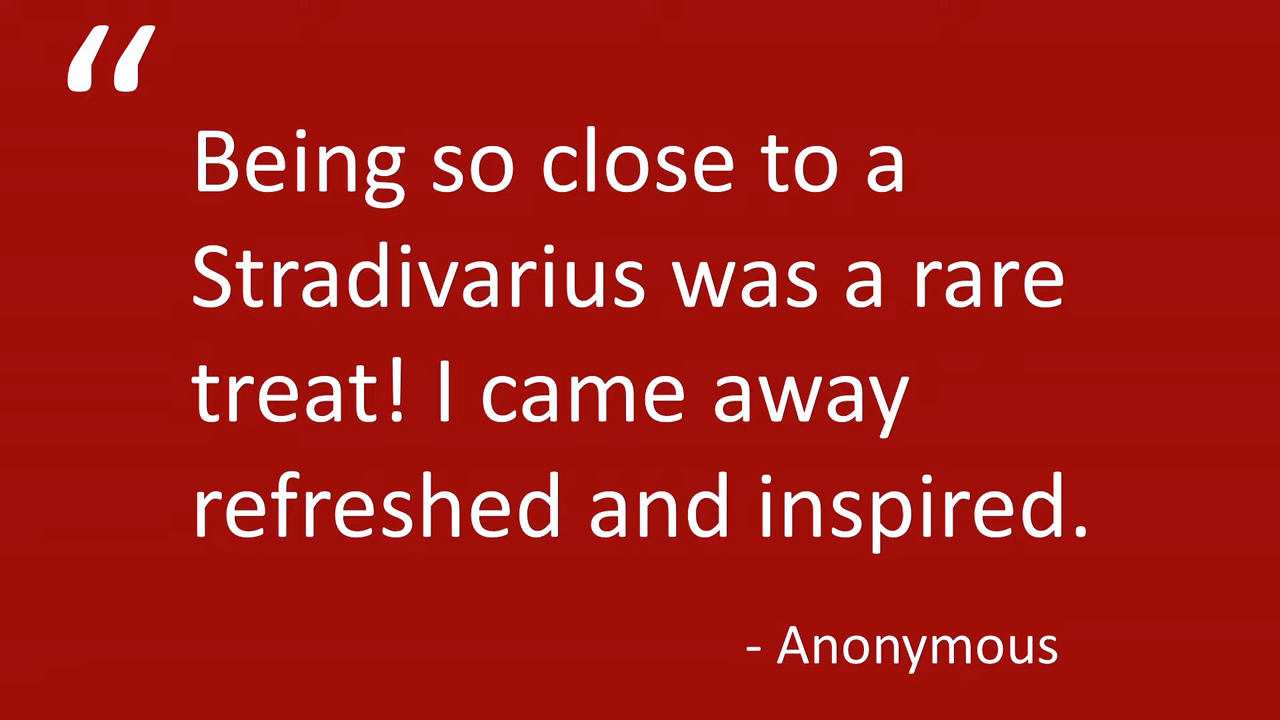 “
Being so close to a
Stradivarius was a rare
treat! I came away
refreshed and inspired.
- Anonymous